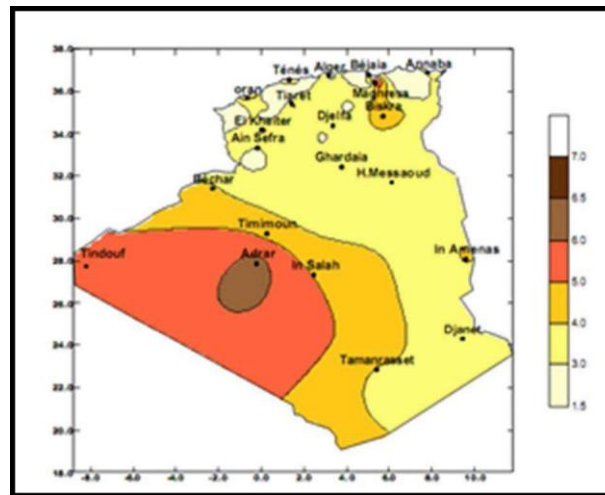 38.0
Ténés Alger Béjaia Annaba
36.0
oran Tiaret Maghress
Biskra
El Khaiter Djelfa
34.0
Ain Sefra
Ghardaia
H.Messaoud
32.0
Béchar
30.0
Timimoun
28.0
Tindouf Adrar In Salah In Amenas
26.0
24.0
Djanet
Tamanrasset
22.0
20.0
18.0
-8.0 -6.0 -4.0 -2.0 0.0 2.0 4.0 6.0 8.0 10.0
7.0
6.5
6.0
5.0
4.0
3.0
1.5